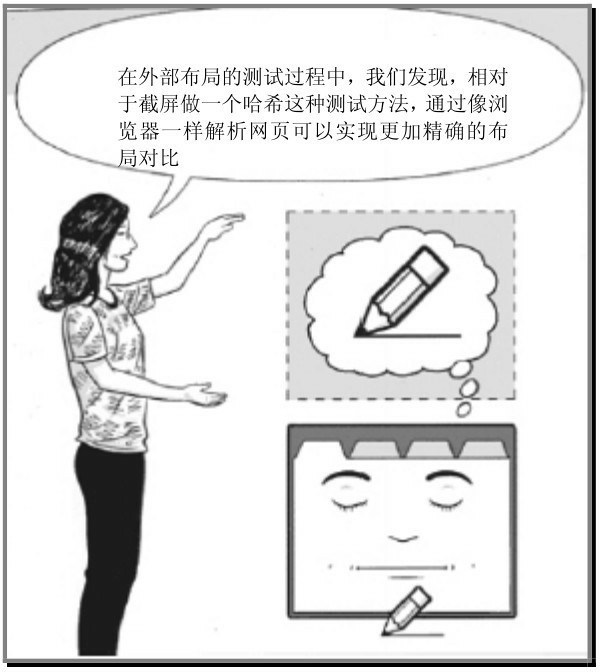 在外部布局的测试过程中，我们发现，相对
于截屏做一个哈希这种测试方法，通过像浏
览器一样解析网页可以实现更加精确的布
局对比